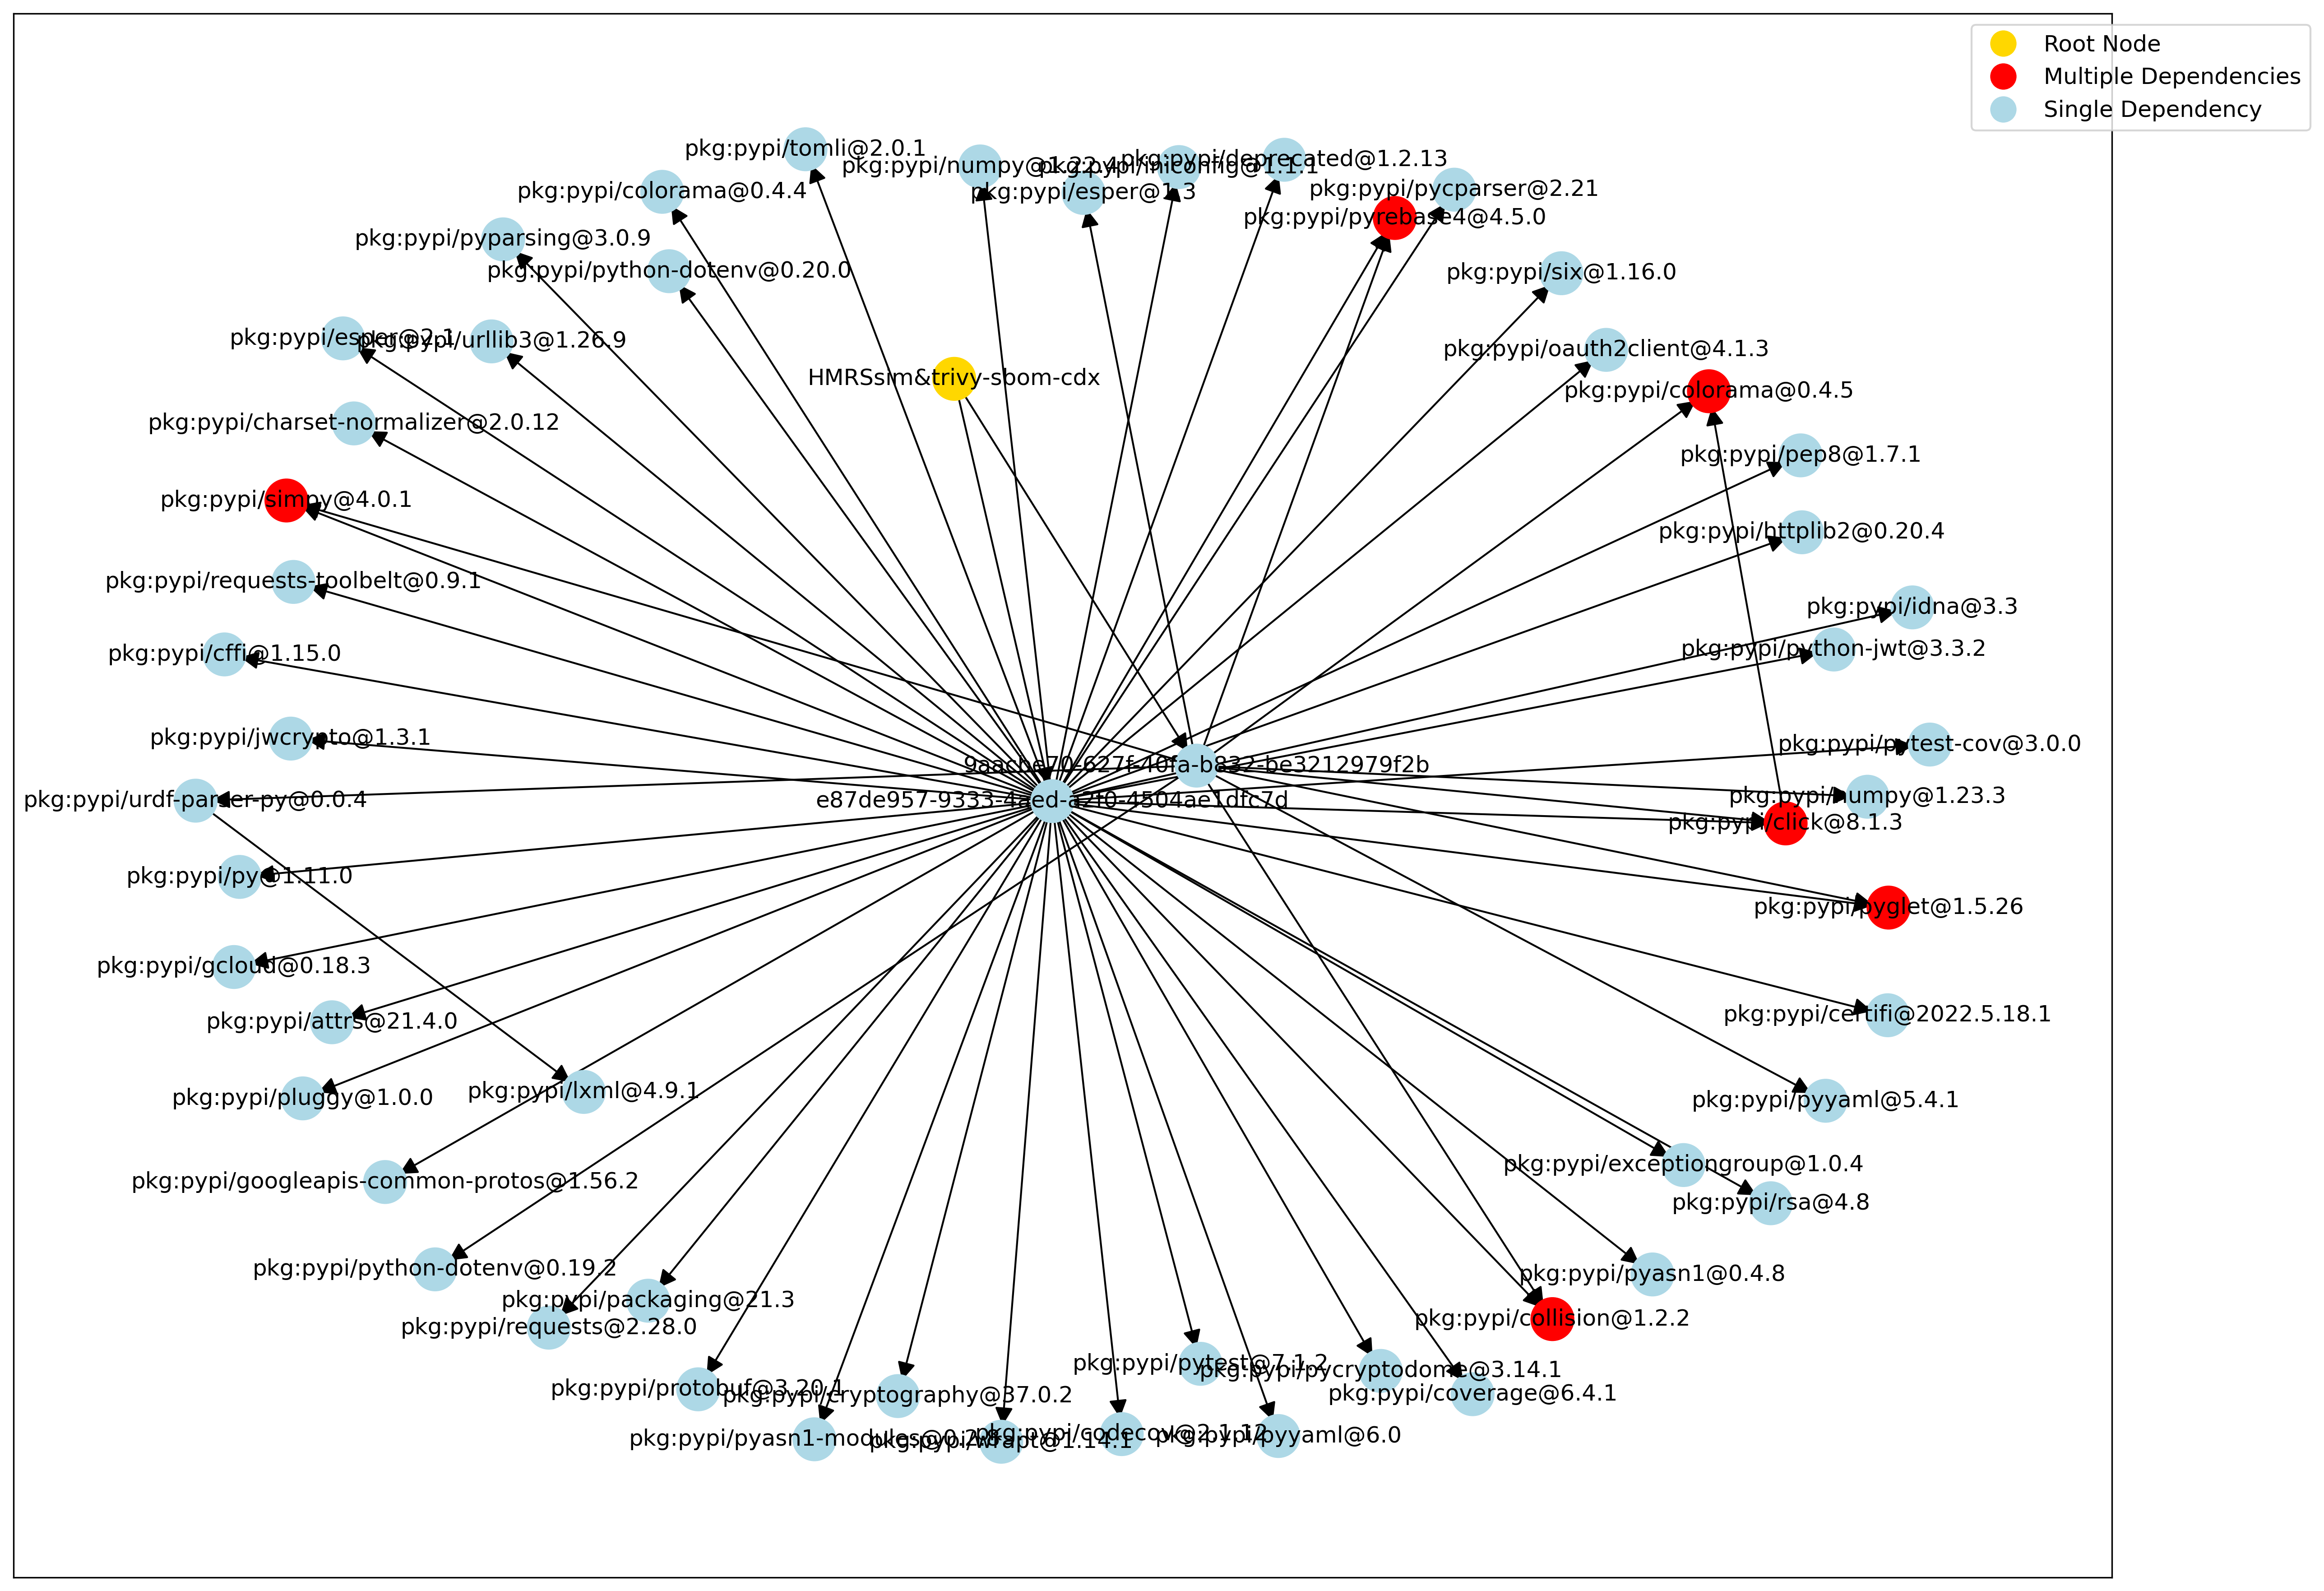 Root Node
Multiple Dependencies
Single Dependency
pkg:pypi/tomli@2.0.1
pkg:pypi/numpy@1.22.4
pkg:pypi/iniconfig@1.1.1
pkg:pypi/deprecated@1.2.13
pkg:pypi/colorama@0.4.4
pkg:pypi/esper@1.3
pkg:pypi/pycparser@2.21
pkg:pypi/pyrebase4@4.5.0
pkg:pypi/pyparsing@3.0.9
pkg:pypi/python-dotenv@0.20.0
pkg:pypi/six@1.16.0
pkg:pypi/esper@2.1
pkg:pypi/urllib3@1.26.9
pkg:pypi/oauth2client@4.1.3
HMRSsim&trivy-sbom-cdx
pkg:pypi/colorama@0.4.5
pkg:pypi/charset-normalizer@2.0.12
pkg:pypi/pep8@1.7.1
pkg:pypi/simpy@4.0.1
pkg:pypi/httplib2@0.20.4
pkg:pypi/requests-toolbelt@0.9.1
pkg:pypi/idna@3.3
pkg:pypi/cffi@1.15.0
pkg:pypi/python-jwt@3.3.2
pkg:pypi/jwcrypto@1.3.1
pkg:pypi/pytest-cov@3.0.0
9aacbe70-627f-40fa-b832-be3212979f2b
pkg:pypi/urdf-parser-py@0.0.4
e87de957-9333-4aed-a2f0-4504ae1dfc7d
pkg:pypi/numpy@1.23.3
pkg:pypi/click@8.1.3
pkg:pypi/py@1.11.0
pkg:pypi/pyglet@1.5.26
pkg:pypi/gcloud@0.18.3
pkg:pypi/attrs@21.4.0
pkg:pypi/certifi@2022.5.18.1
pkg:pypi/pluggy@1.0.0
pkg:pypi/lxml@4.9.1
pkg:pypi/pyyaml@5.4.1
pkg:pypi/exceptiongroup@1.0.4
pkg:pypi/googleapis-common-protos@1.56.2
pkg:pypi/rsa@4.8
pkg:pypi/python-dotenv@0.19.2
pkg:pypi/pyasn1@0.4.8
pkg:pypi/packaging@21.3
pkg:pypi/requests@2.28.0
pkg:pypi/collision@1.2.2
pkg:pypi/pytest@7.1.2
pkg:pypi/pycryptodome@3.14.1
pkg:pypi/protobuf@3.20.1
pkg:pypi/cryptography@37.0.2
pkg:pypi/coverage@6.4.1
pkg:pypi/pyasn1-modules@0.2.8
pkg:pypi/wrapt@1.14.1
pkg:pypi/codecov@2.1.12
pkg:pypi/pyyaml@6.0